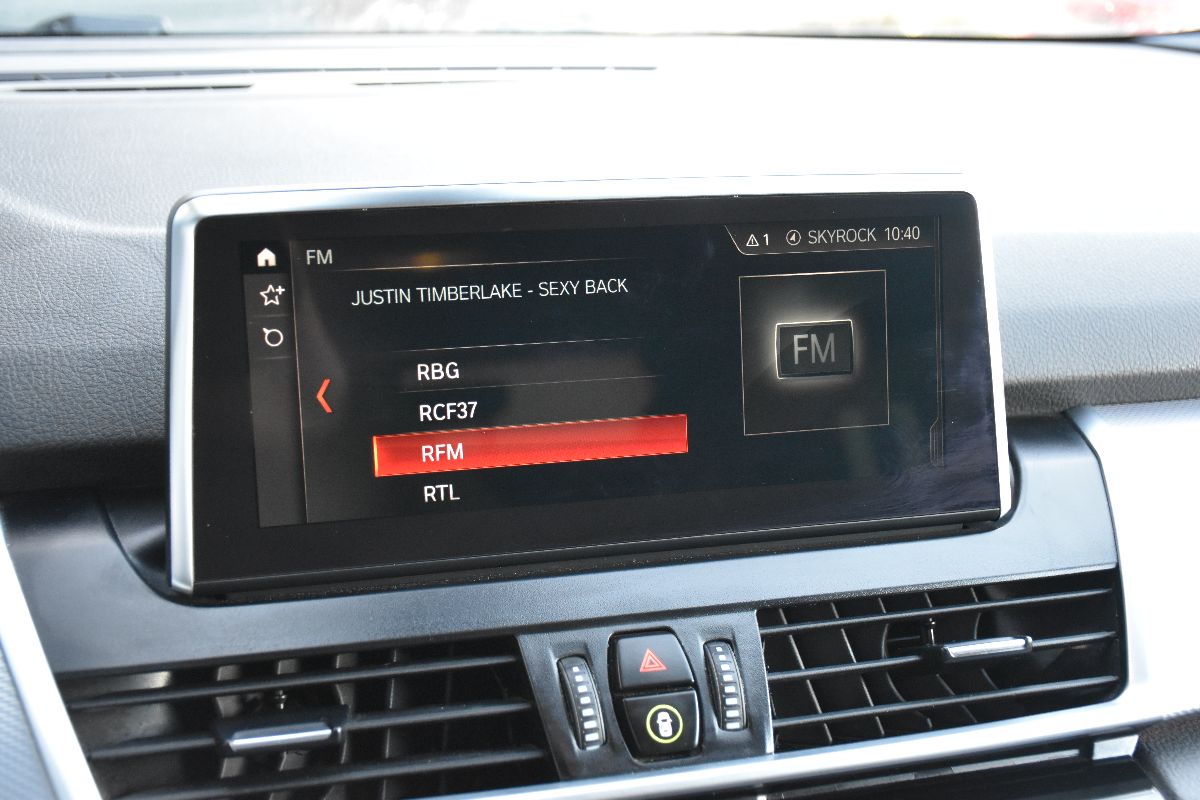 FM
1 SKYROCK 10:40
JUSTIN TIMBERLAKE - SEXY BACK
FM
RBG
RCF37
RFM
RTL